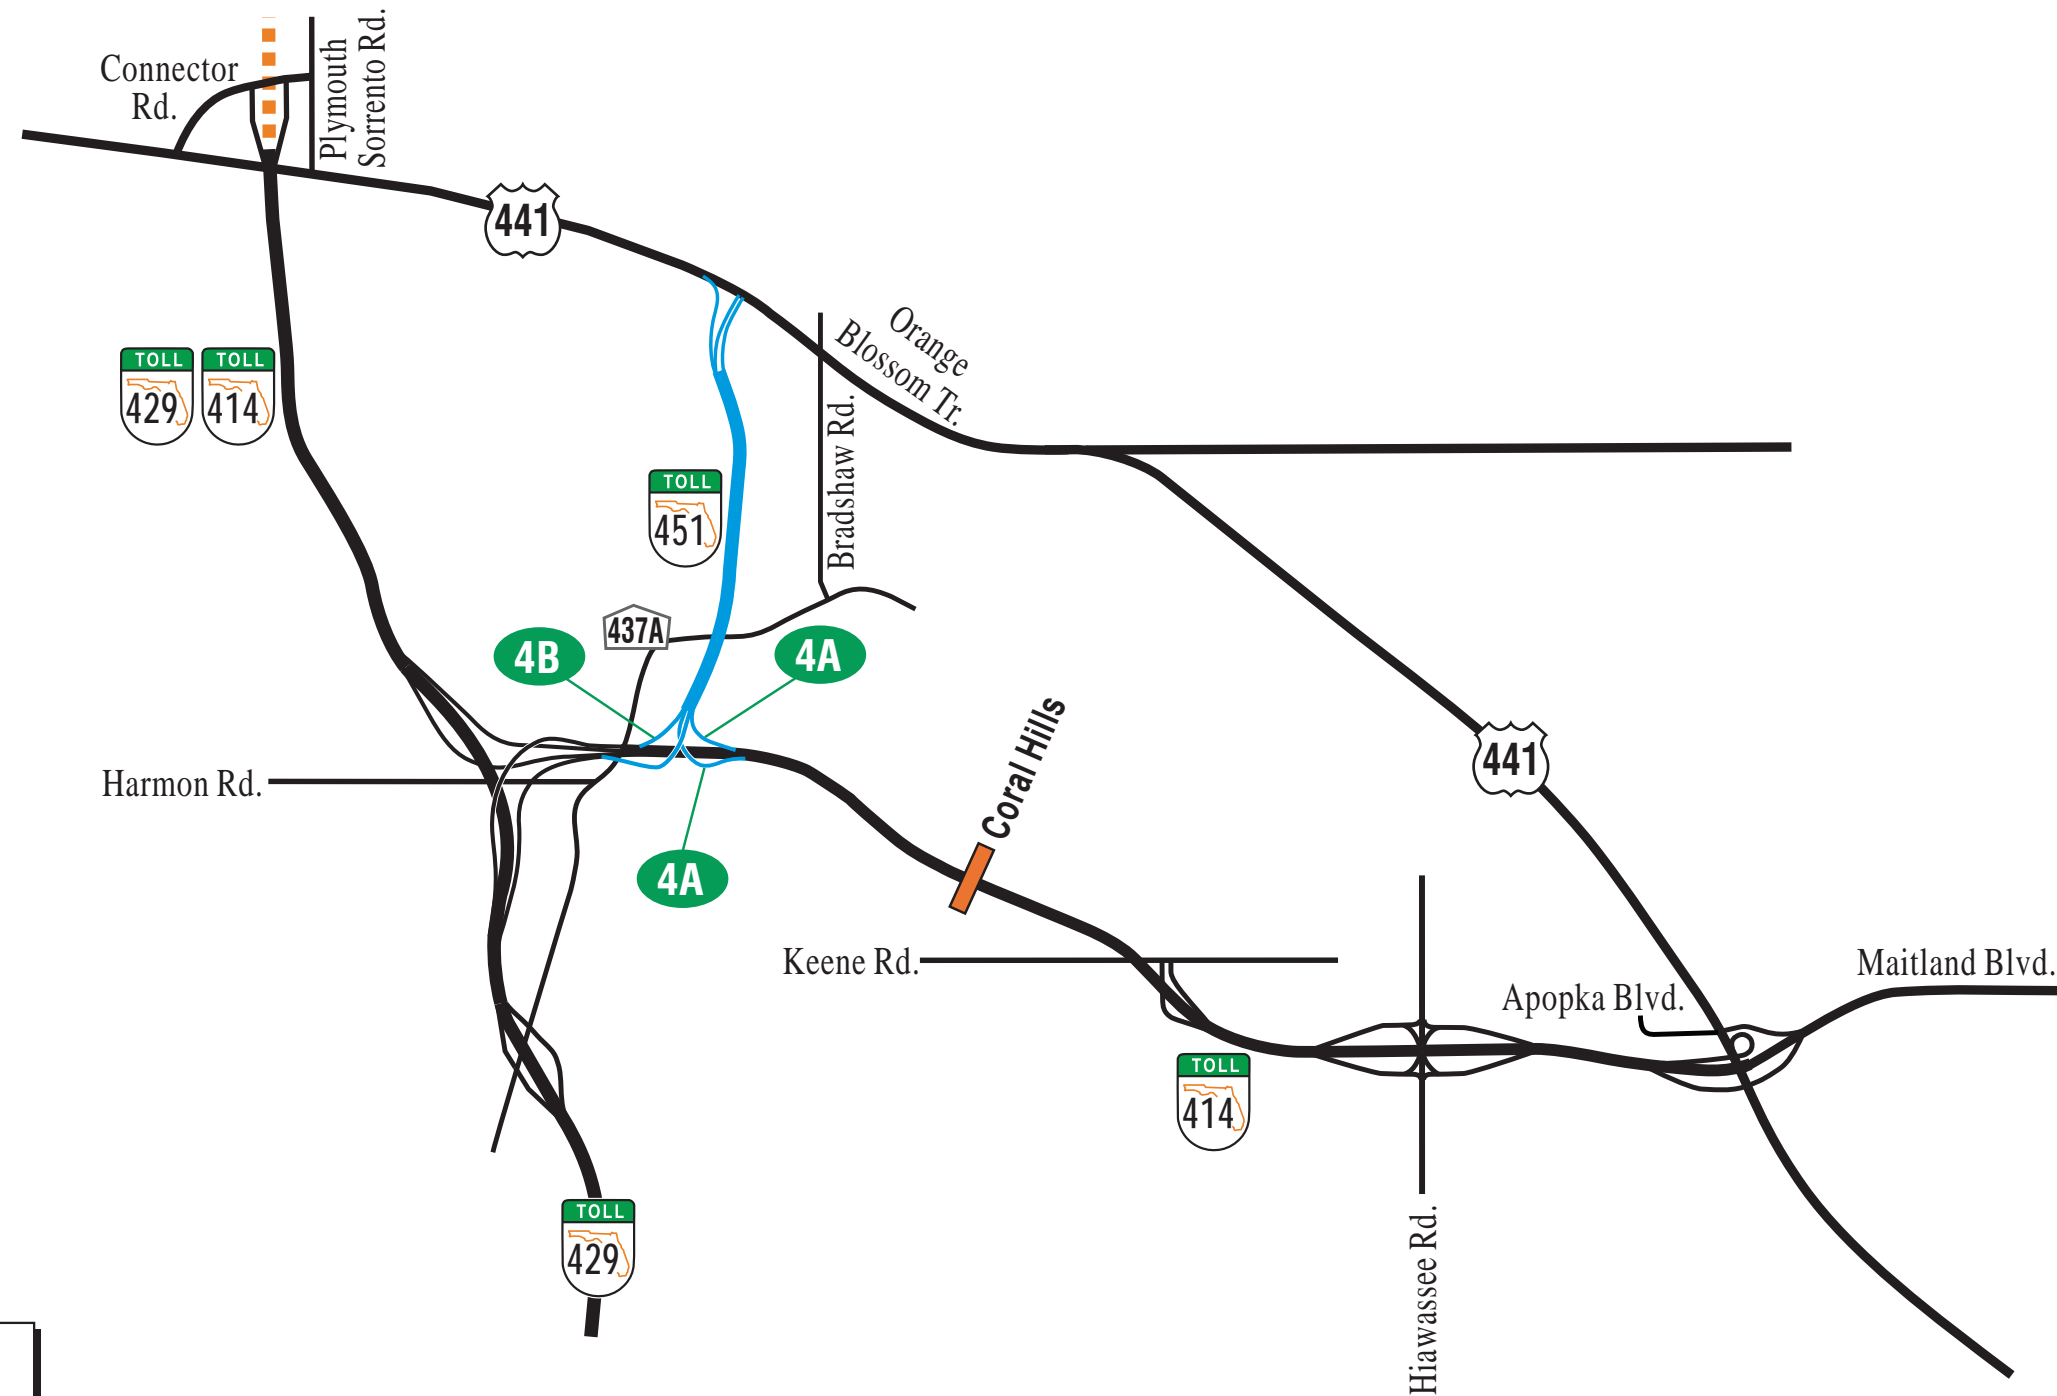 Connector
Rd.
Plymouth
Sorrento Rd.
441
Orange
Blossom Tr.
TOLL
429
TOLL
414
Bradshaw Rd.
TOLL
451
437A
4B
4A
Coral Hills
441
Harmon Rd.
4A
Keene Rd.
Maitland Blvd.
Apopka Blvd.
TOLL
414
TOLL
429
Hiawassee Rd.